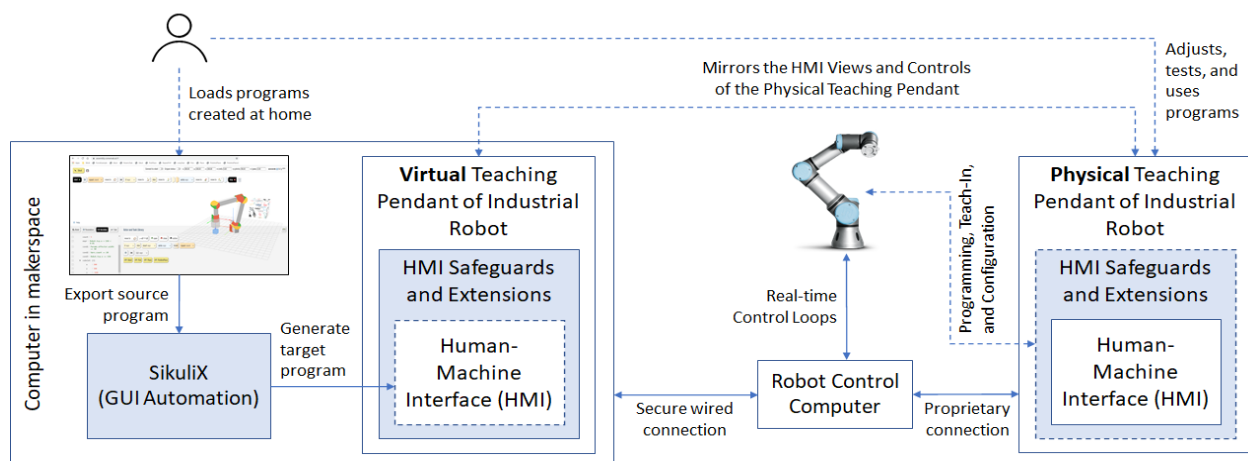 Loads programs
created at home
Mirrors the HMI Views and Controls
of the Physical Teaching Pendant
Adjusts,
tests, and
uses
programs
Computer in makerspace
Export source
program
SikuliX
(GUI Automation)
Generate
target
program
Virtual Teaching
Pendant of Industrial
Robot
HMI Safeguards
and Extensions
Human-
Machine
Interface (HMI)
Secure wired
connection
Real-time
Control Loops
Robot Control
Computer
Proprietary
connection
Programming, Teach-In,
and Configuration
Physical Teaching
Pendant of Industrial
Robot
HMI Safeguards
and Extensions
Human-
Machine
Interface (HMI)